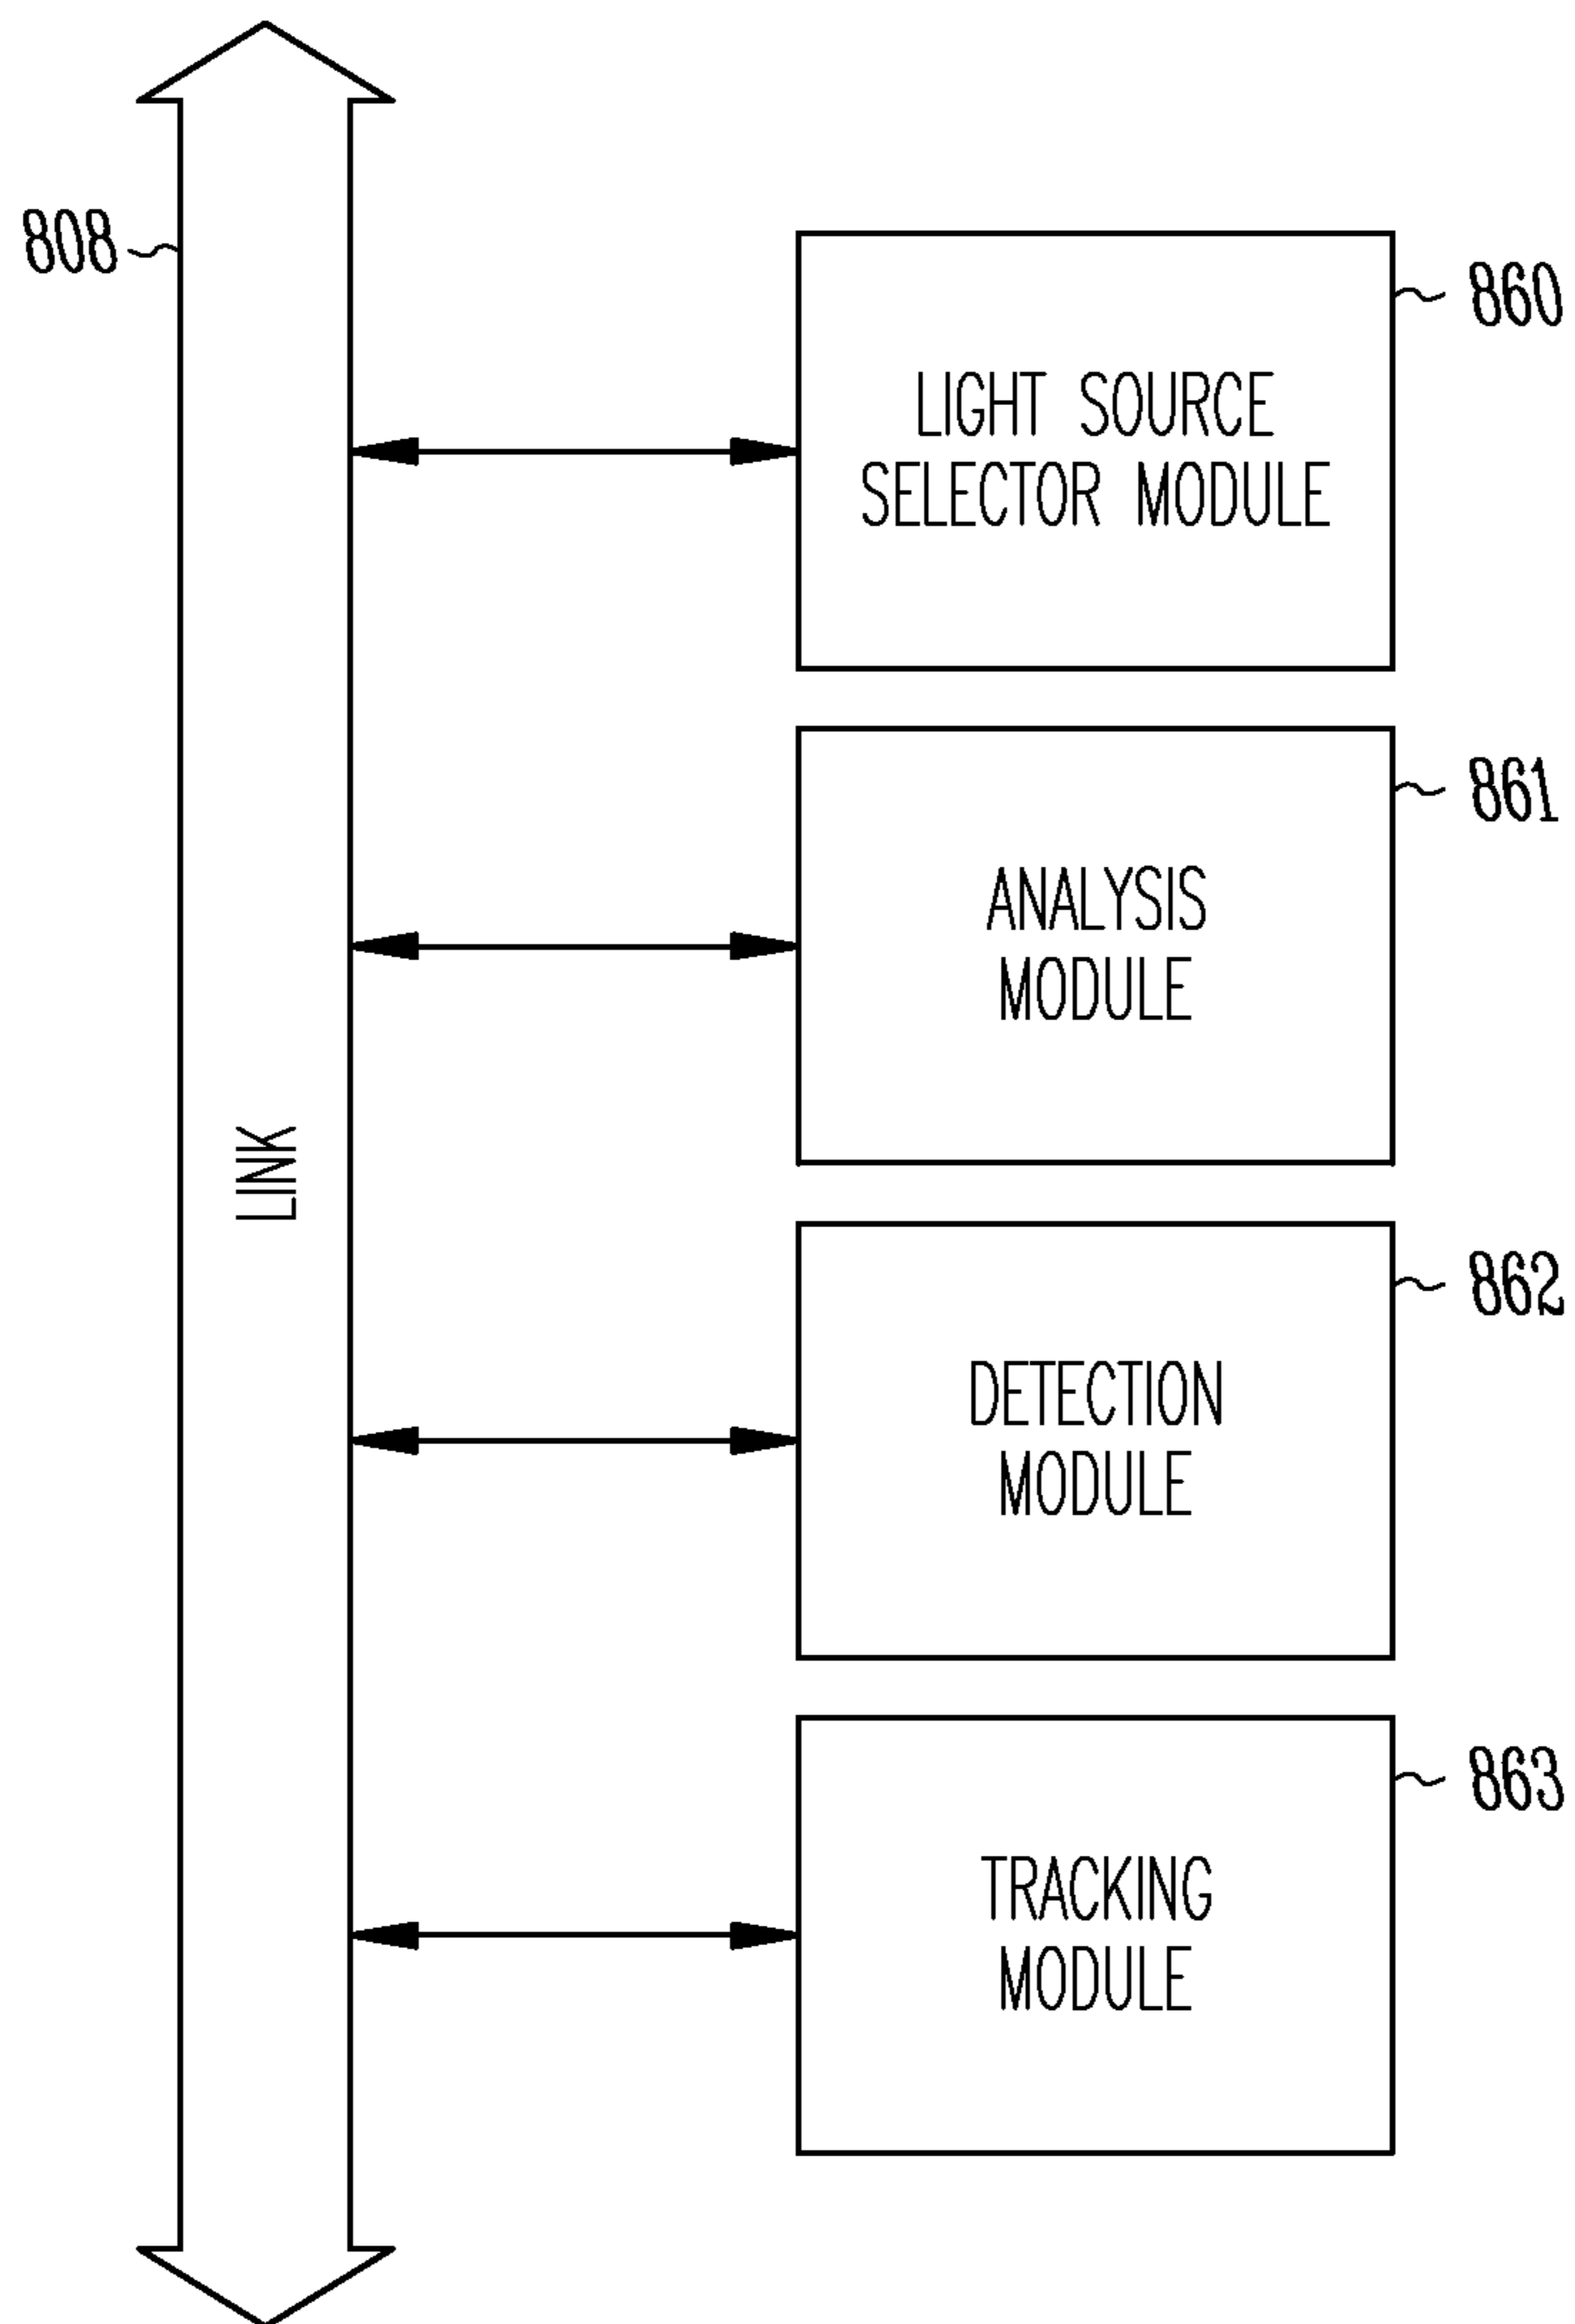 808
860
LIGHT SOURCE
SELECTOR MODULE
861
ANALYSIS
MODULE
LINK
862
DETECTION
MODULE
863
TRACKING
MODULE